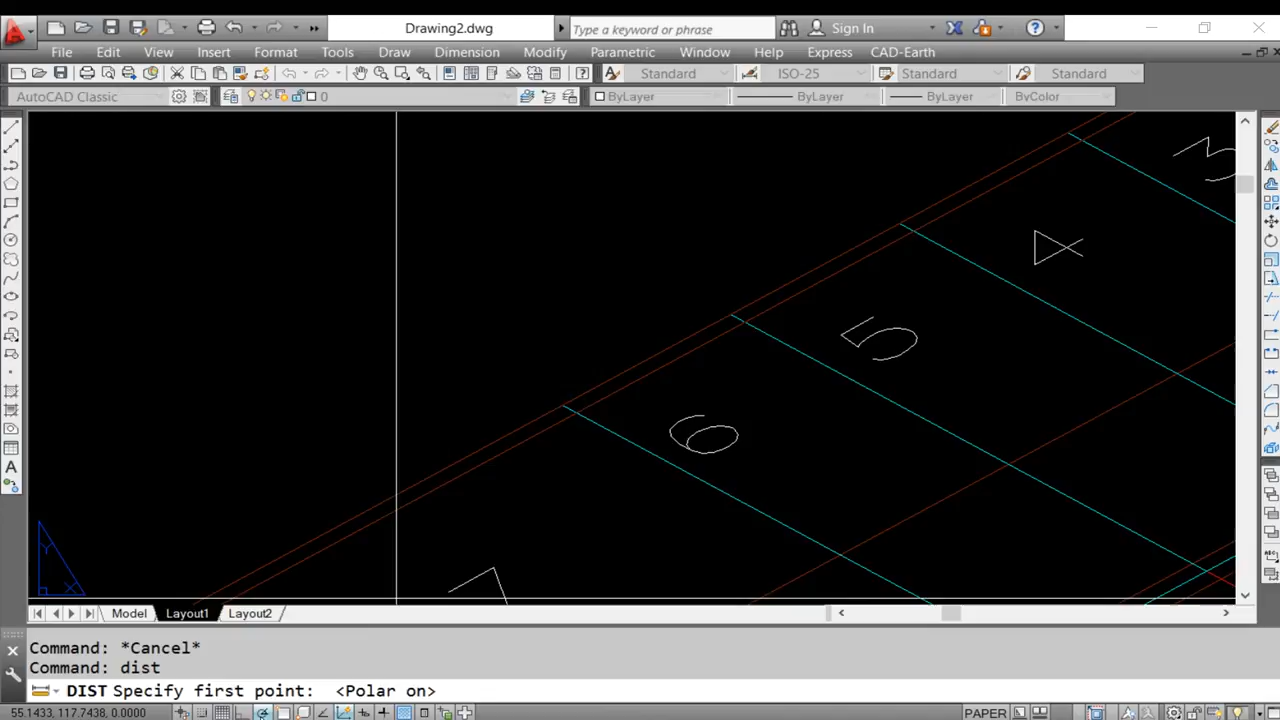 Drawing2.dwg
Type a keyword or phrase
Sign In
File Edit View Insert Format Tools Draw Dimension Modify Parametric Window Help Express CAD-Earth
Standard ISO-25 Standard Standard
AutoCAD Classic 0 ByLayer ByLayer ByLayer ByColor
3
4
5
6
7
Y X
Model Layout1 Layout2
Command: *Cancel*
Command: dist
DIST Specify first point: <Polar on>
55.1433, 117.7438, 0.0000 PAPER